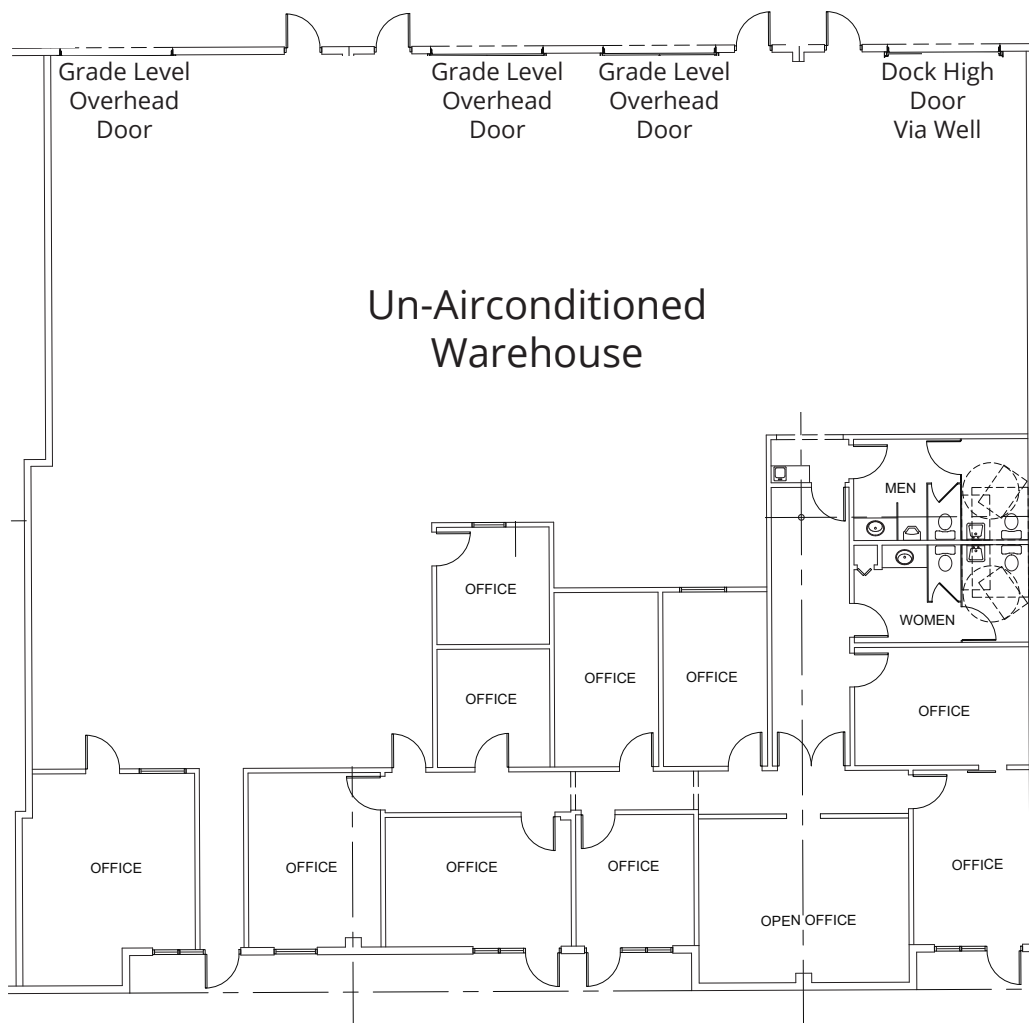 Grade Level
Overhead
Door
Grade Level
Overhead
Door
Grade Level
Overhead
Door
Dock High
Door
Via Well
Un-Airconditioned
Warehouse
MEN
OFFICE
WOMEN
OFFICE
OFFICE
OFFICE
OFFICE
OFFICE
OFFICE
OFFICE
OFFICE
OFFICE
OPEN OFFICE